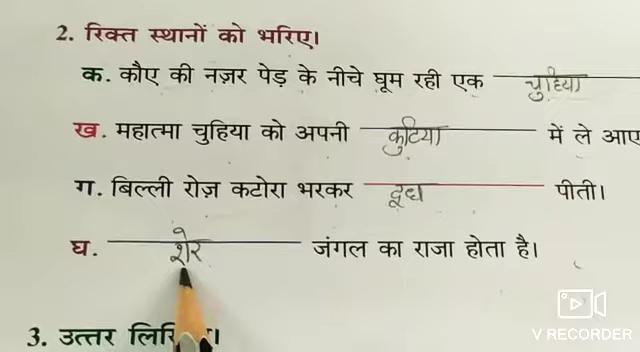 2. रिक्त स्थानों को भरिए।
क. कौए की नज़र पेड़ के नीचे घूम रही एक चुहिया
ख. महात्मा चुहिया को अपनी कुटिया में ले आए
ग. बिल्ली रोज़ कटोरा भरकर दूध पीती।
घ. शेर जंगल का राजा होता है।
V RECORDER
3. उत्तर